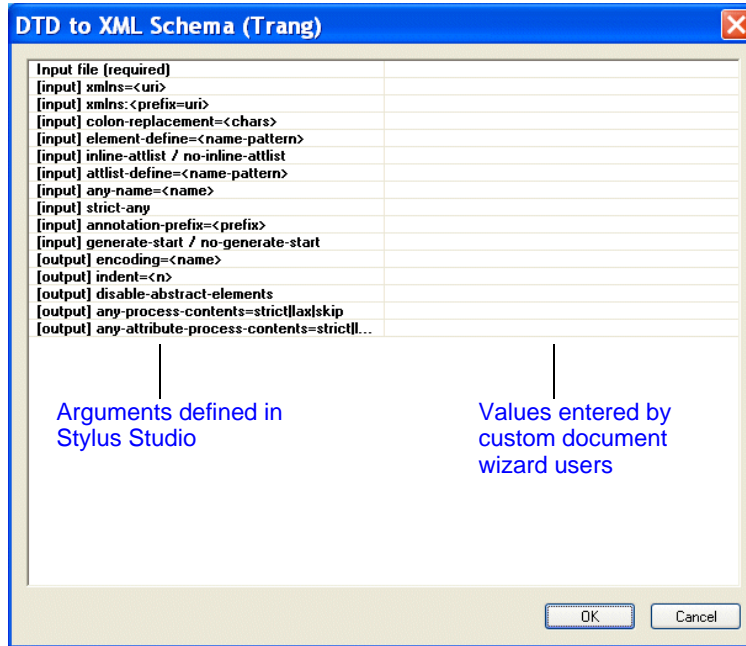 DTD to XML Schema (Trang)
Input file (required)
[input] xmlns=<uri>
[input] xmlns:<prefix=uri>
[input] colon-replacement=<chars>
[input] element-define=<name-pattern>
[input] inline-attlist / no-inline-attlist
[input] attlist-define=<name-pattern>
[input] any-name=<name>
[input] strict-any
[input] annotation-prefix=<prefix>
[input] generate-start / no-generate-start
[output] encoding=<name>
[output] indent=<n>
[output] disable-abstract-elements
[output] any-process-contents=strict|lax|skip
[output] any-attribute-process-contents=strict|l...
Arguments defined in
Stylus Studio
Values entered by
custom document
wizard users
OK
Cancel